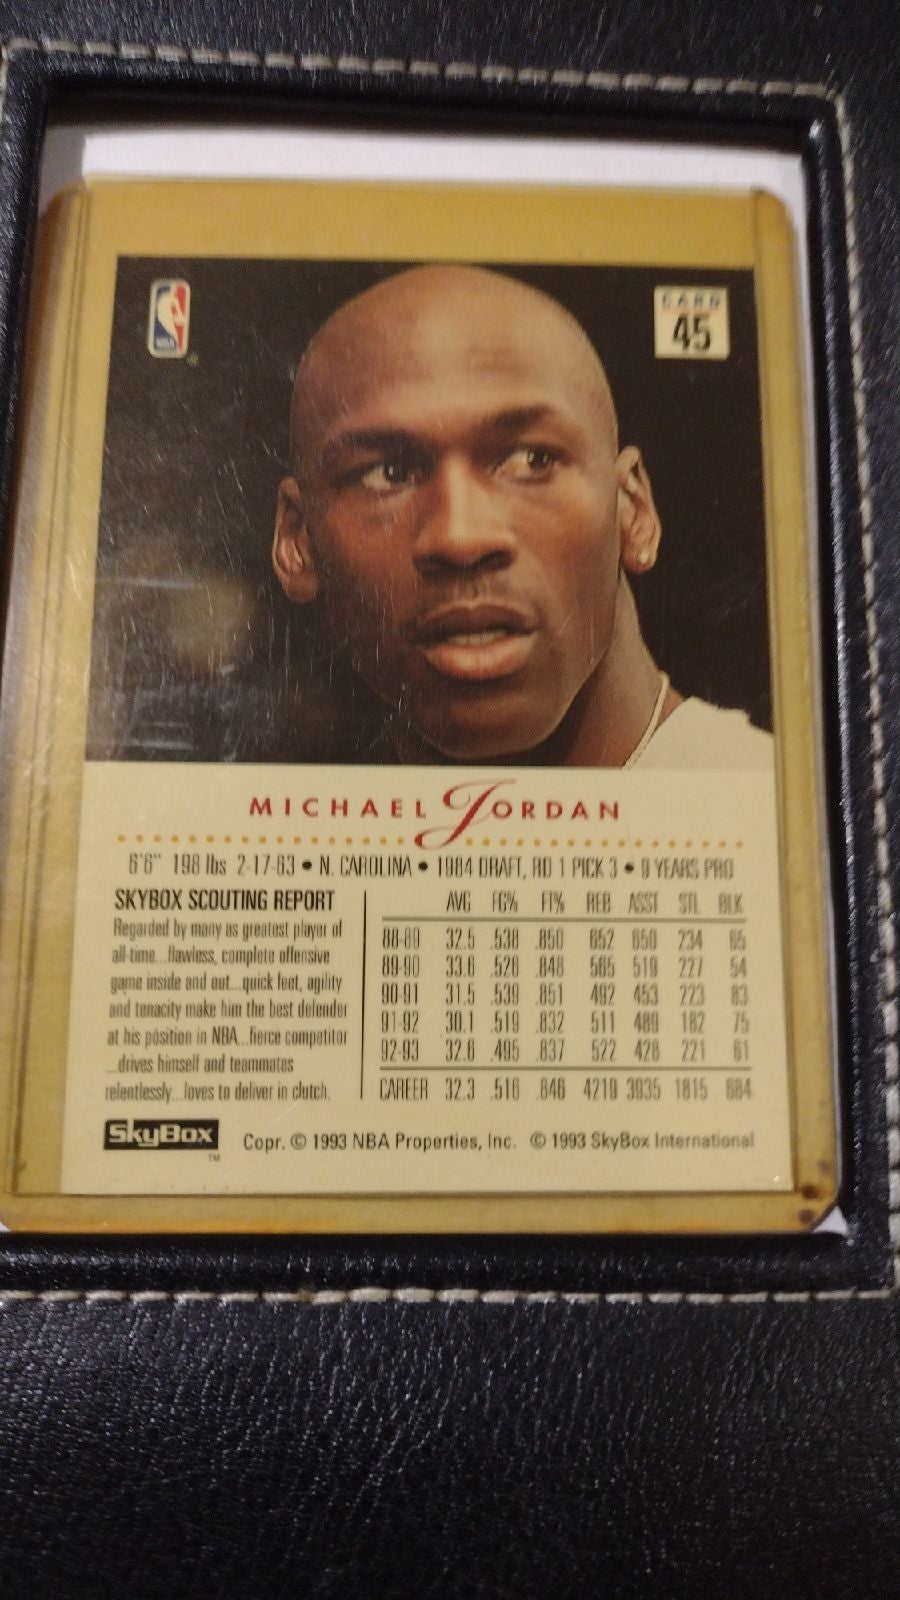 NBA
CARD
45
MICHAEL JORDAN
6'6" 198 lbs 2-17-63 • N. CAROLINA • 1984 DRAFT, RD 1 PICK 3 • 9 YEARS PRO
SKYBOX SCOUTING REPORT
Regarded by many as greatest player of
all-time...flawless, complete offensive
game inside and out...quick feet, agility
and tenacity make him the best defender
at his position in NBA...fierce competitor
...drives himself and teammates
relentlessly...loves to deliver in clutch.
AVG FG% FT% REB ASST STL BLK
88-89 32.5 .538 .850 652 650 234 65
89-90 33.6 .526 .848 565 519 227 54
90-91 31.5 .539 .851 492 453 223 83
91-92 30.1 .519 .832 511 489 182 75
92-93 32.6 .495 .837 522 428 221 61
CAREER 32.3 .516 .846 4219 3935 1815 684
SkyBox
TM
Copr. © 1993 NBA Properties, Inc. © 1993 SkyBox International